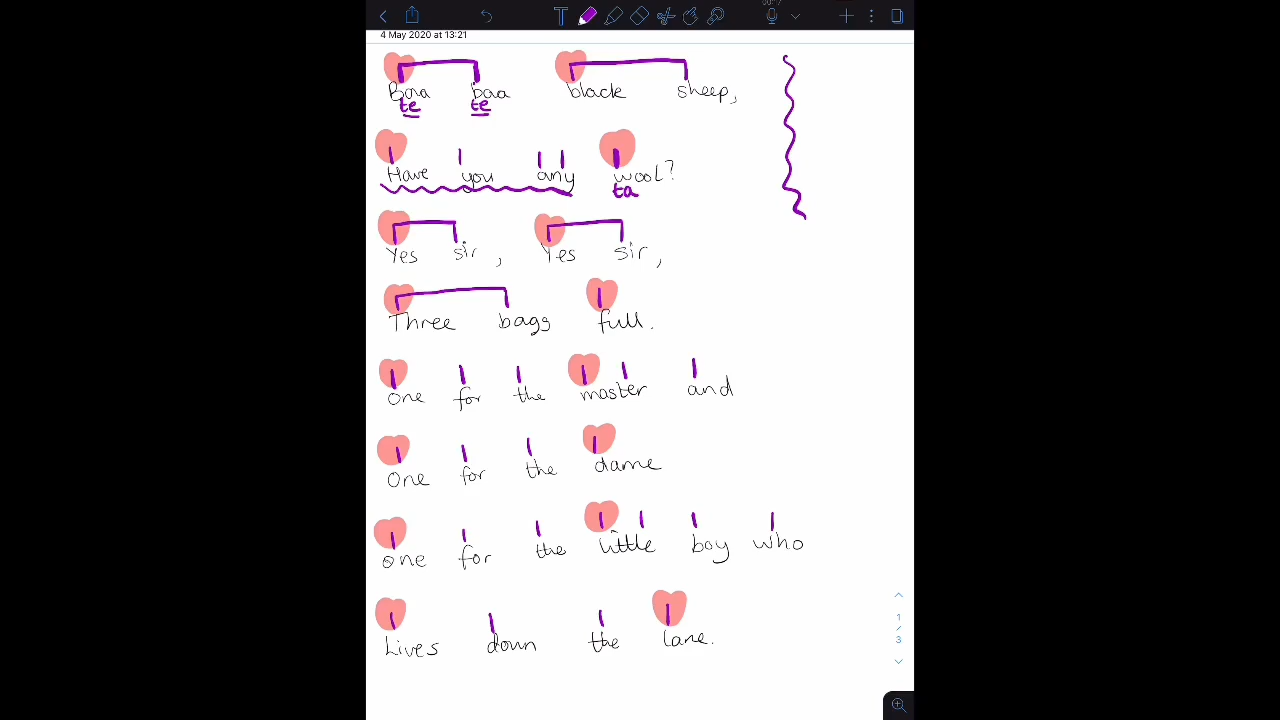 4 May 2020 at 13:21
Baa baa black sheep,
te te
Have you any wool?
ta
Yes sir, Yes sir,
Three bags full.
One for the master and
One for the dame
One for the little boy who
Lives down the lane.
1
/
3